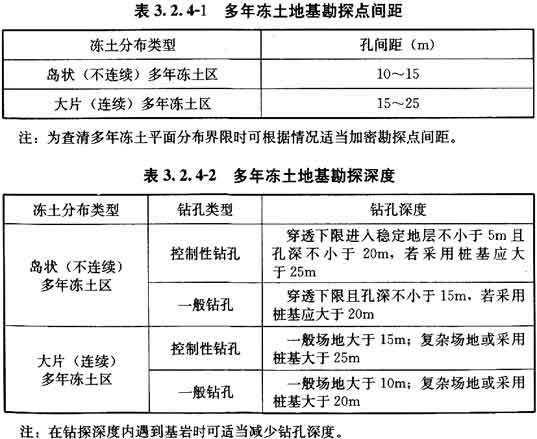 表 3.2.4-1 多年冻土地基勘探点间距
冻土分布类型
孔间距（m）
岛状（不连续）多年冻土区
10～15
大片（连续）多年冻土区
15～25
注：为查清多年冻土平面分布界限时可根据情况适当加密勘探点间距。
表 3.2.4-2 多年冻土地基勘探深度
冻土分布类型
钻孔类型
钻孔深度
岛状（不连续）
多年冻土区
控制性钻孔
穿透下限进入稳定地层不小于 5m 且
孔深不小于 20m，若采用桩基应大
于 25m
一般钻孔
穿透下限且孔深不小于 15m，若采用
桩基应大于 20m
大片（连续）
多年冻土区
控制性钻孔
一般场地大于 15m；复杂场地或采用
桩基大于 25m
一般钻孔
一般场地大于 10m；复杂场地或采用
桩基大于 20m
注：在钻探深度内遇到基岩时可适当减少钻孔深度。